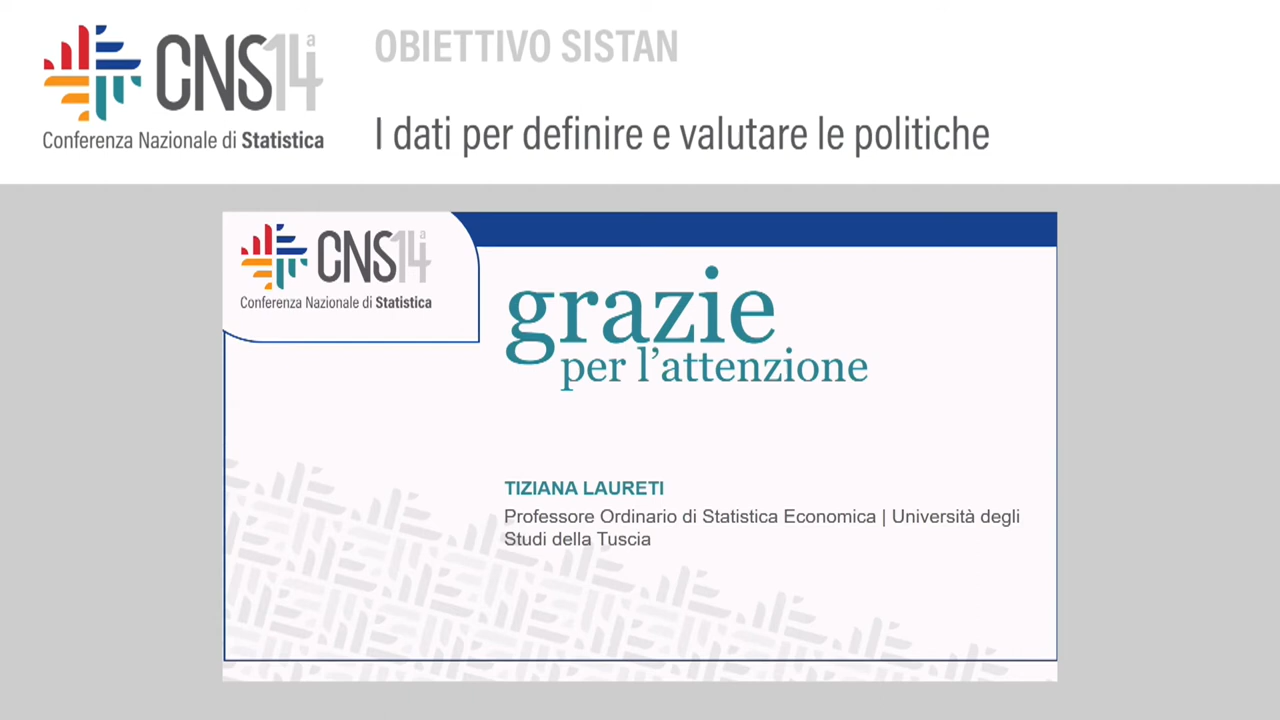 CNS14a
Conferenza Nazionale di Statistica
OBIETTIVO SISTAN
I dati per definire e valutare le politiche
CNS14a
Conferenza Nazionale di Statistica
grazie
per l’attenzione
TIZIANA LAURETI
Professore Ordinario di Statistica Economica | Università degli
Studi della Tuscia